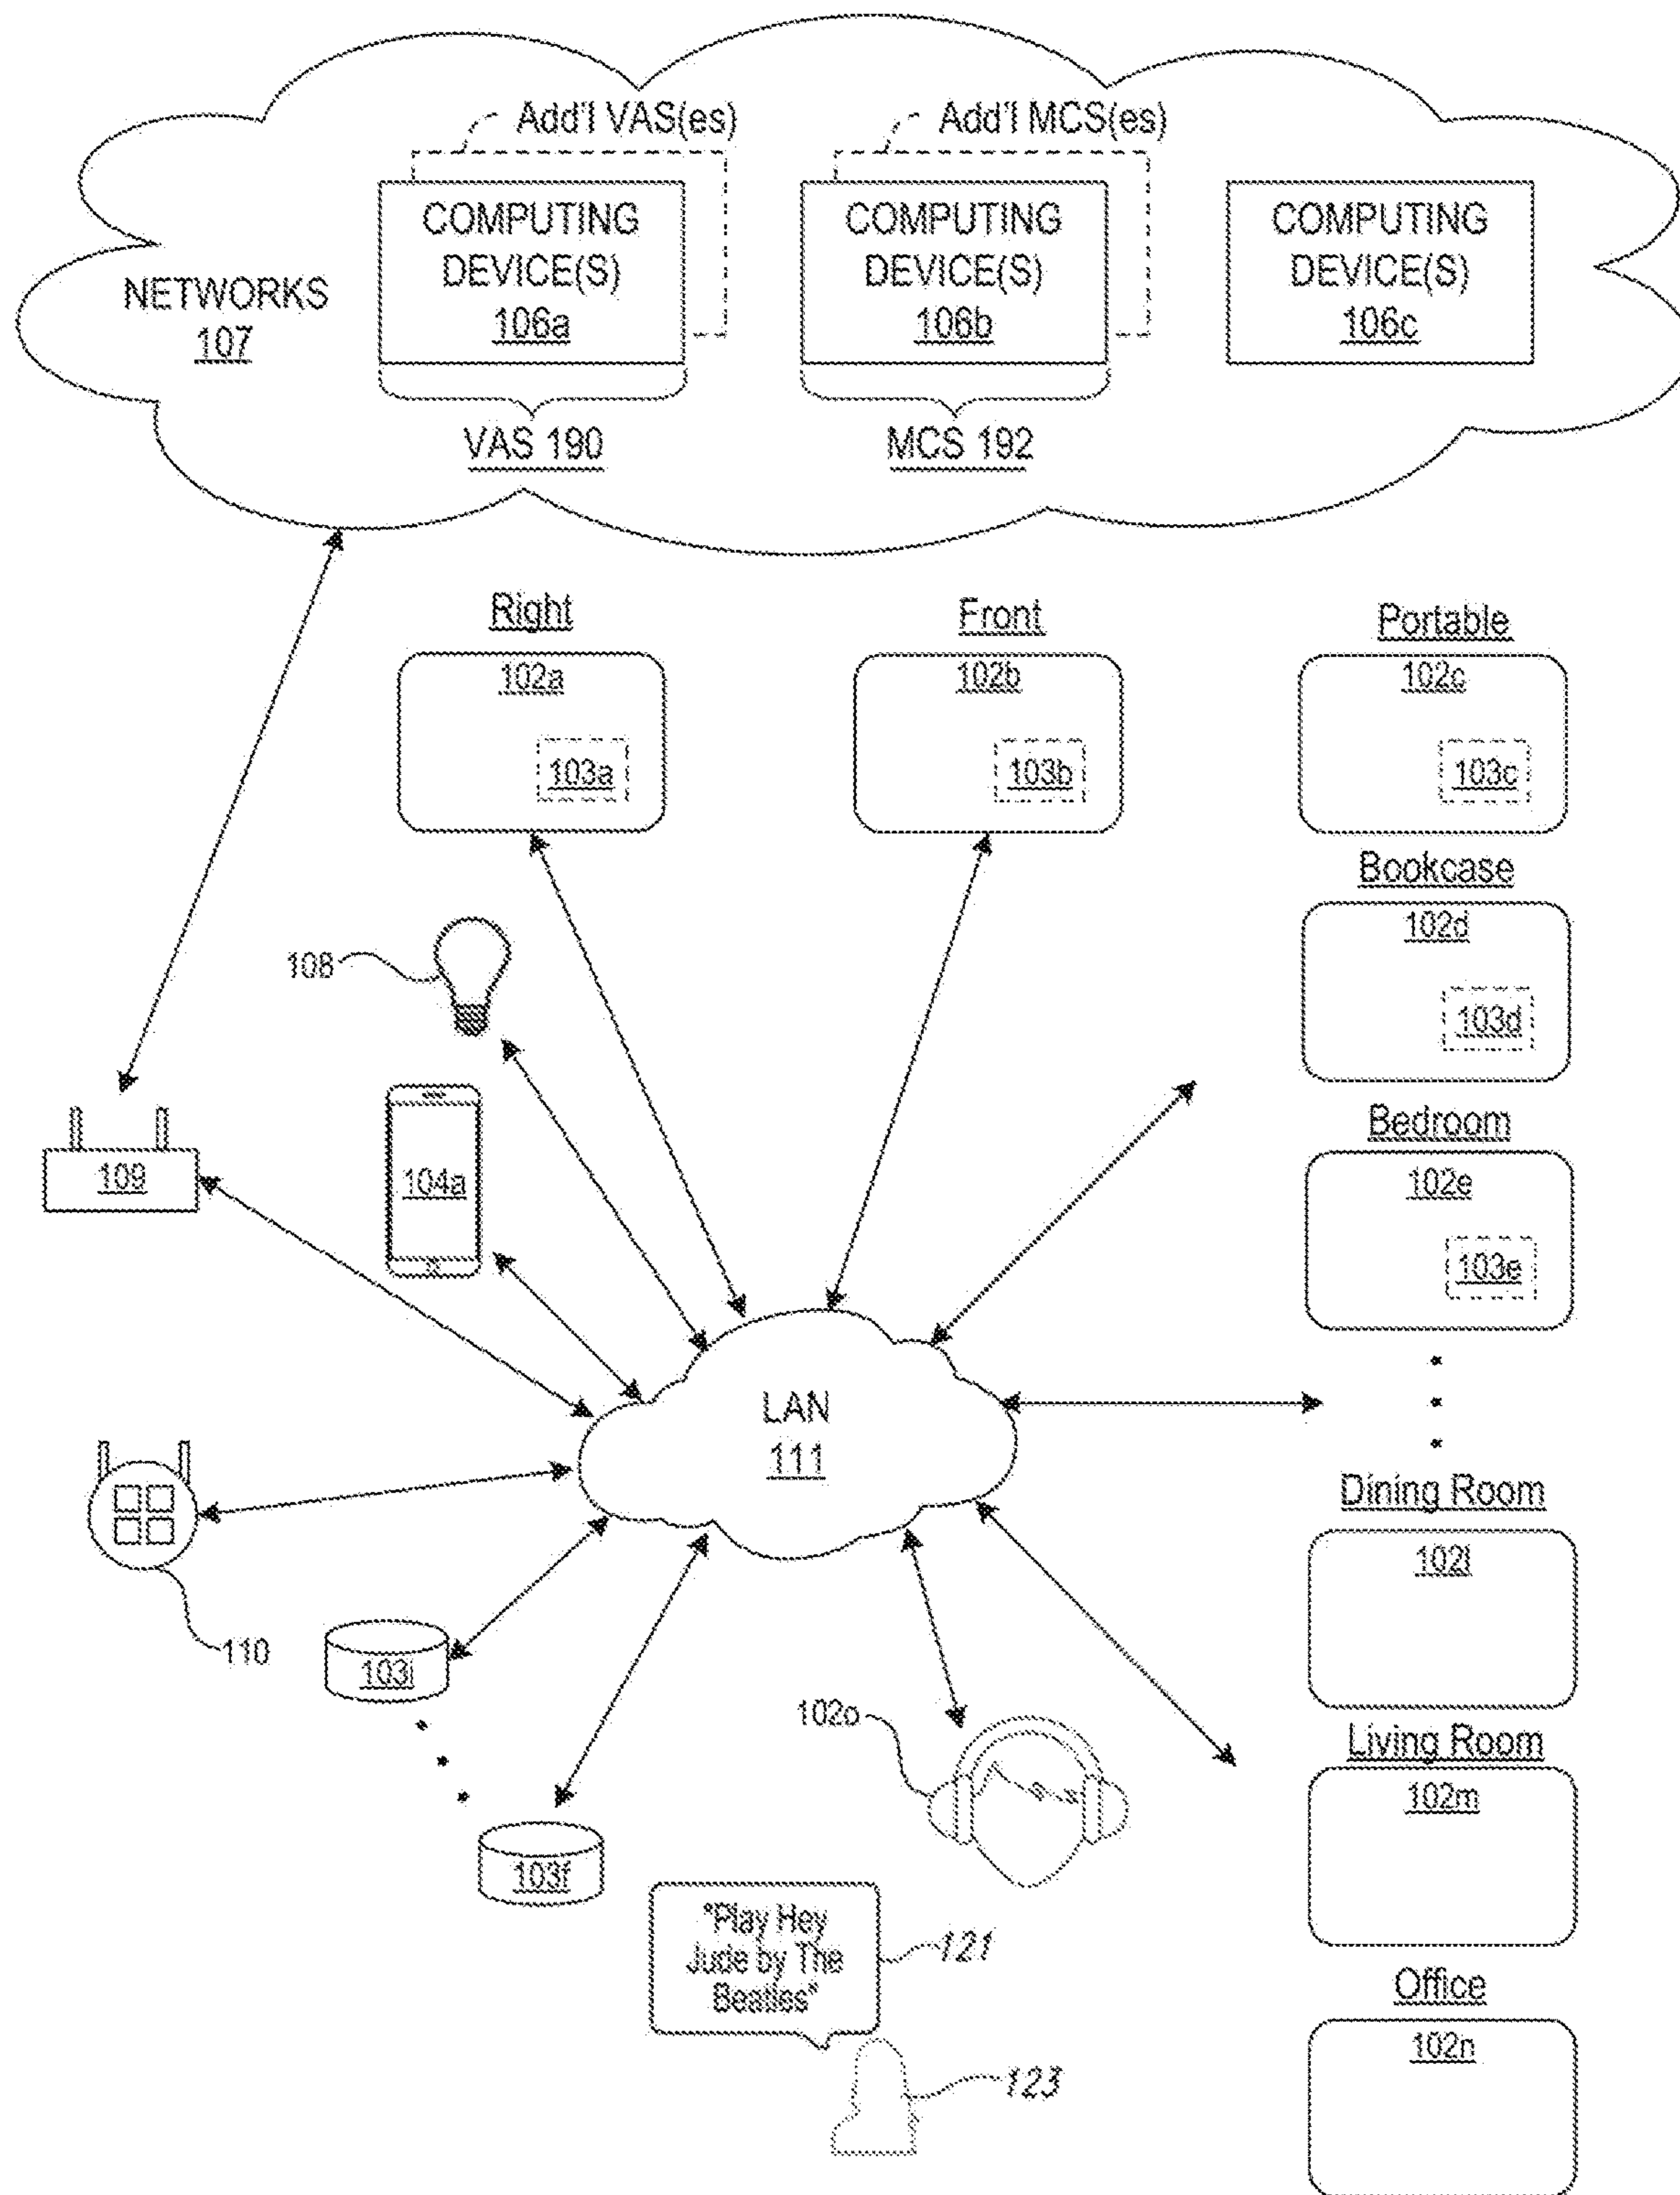 Add'l VAS(es)
Add'l MCS(es)
COMPUTING
DEVICE(S)
106a
COMPUTING
DEVICE(S)
106b
COMPUTING
DEVICE(S)
106c
NETWORKS
107
VAS 190
MCS 192
Right
102a
103a
Front
102b
103b
Portable
102c
103c
Bookcase
102d
103d
108
Bedroom
102e
103e
109
104a
LAN
111
Dining Room
102l
110
103i
102o
Living Room
102m
103f
"Play Hey
Jude by The
Beatles"
121
Office
102n
123